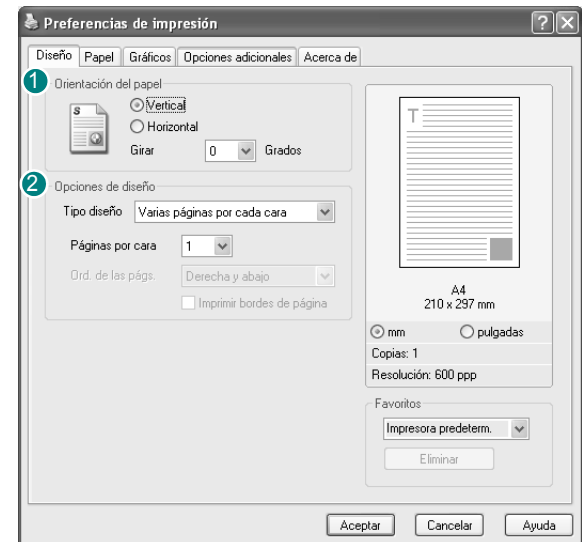 Preferencias de impresión
Diseño Papel Gráficos Opciones adicionales Acerca de
1
Orientación del papel
S
Vertical
Horizontal
Girar 0 Grados
2
Opciones de diseño
Tipo diseño Varias páginas por cada cara
Páginas por cara 1
Ord. de las págs. Derecha y abajo
Imprimir bordes de página
T
A4
210 x 297 mm
mm pulgadas
Copias: 1
Resolución: 600 ppp
Favoritos
Impresora predeterm.
Eliminar
Aceptar Cancelar Ayuda